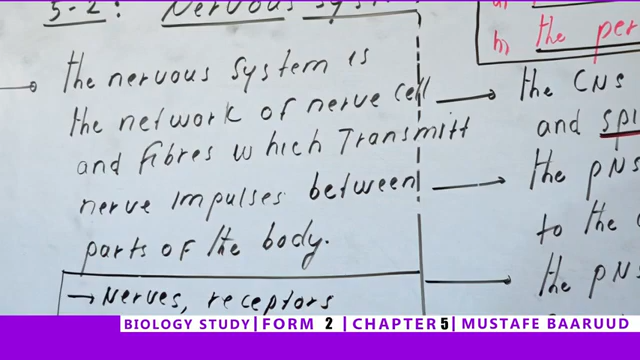 5-2: Nervous System
→ the nervous System is
the network of nerve cell
and fibres which Transmitt
nerve impulses between
parts of the body.
→ Nerves, receptors
b) the per
→ the CNS
and spi
→ the pNS
to the
→ the pNS
BIOLOGY STUDY| FORM 2 | CHAPTER 5| MUSTAFE BAARUUD